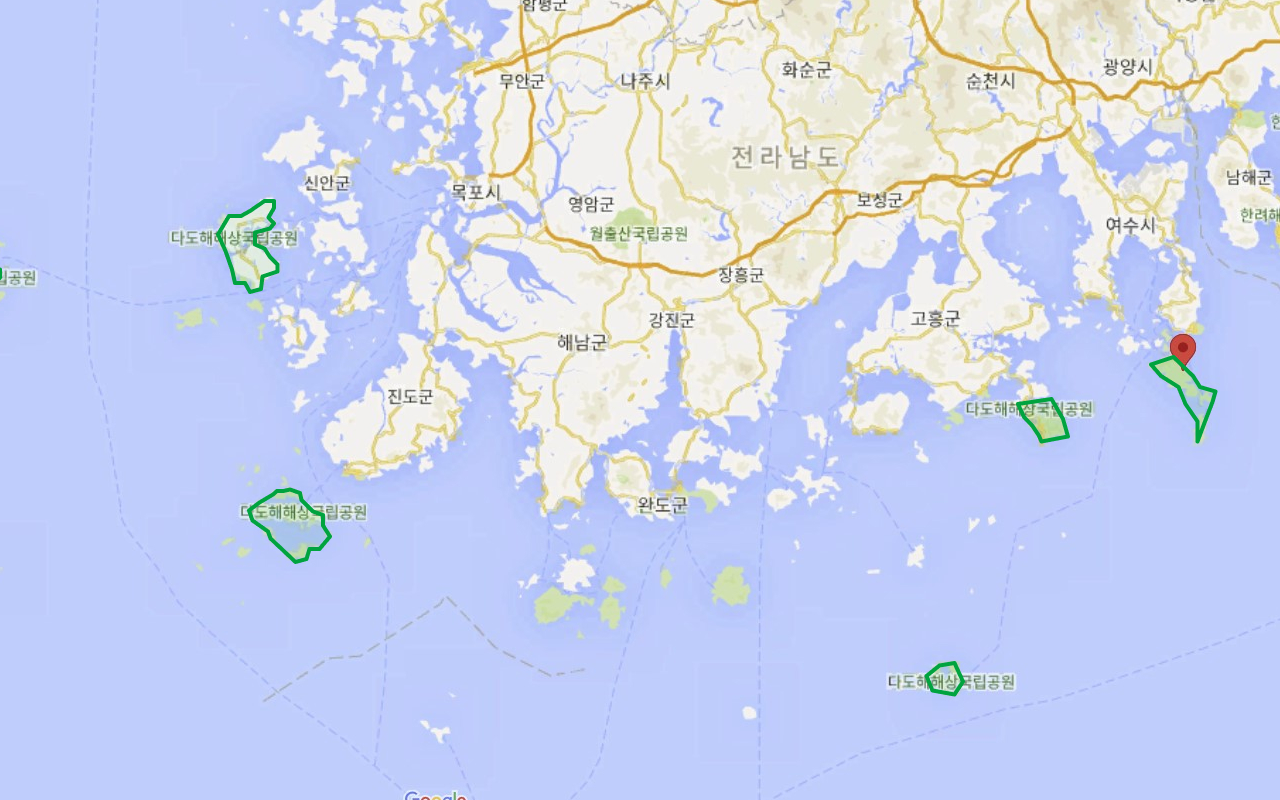 함평군
무안군
나주시
화순군
순천시
광양시
전라남도
신안군
목포시
영암군
보성군
남해군
월출산국립공원
여수시
한려해
다도해해상국립공원
립공원
장흥군
강진군
고흥군
해남군
진도군
다도해해상국립공원
완도군
다도해해상국립공원
다도해해상국립공원
Google